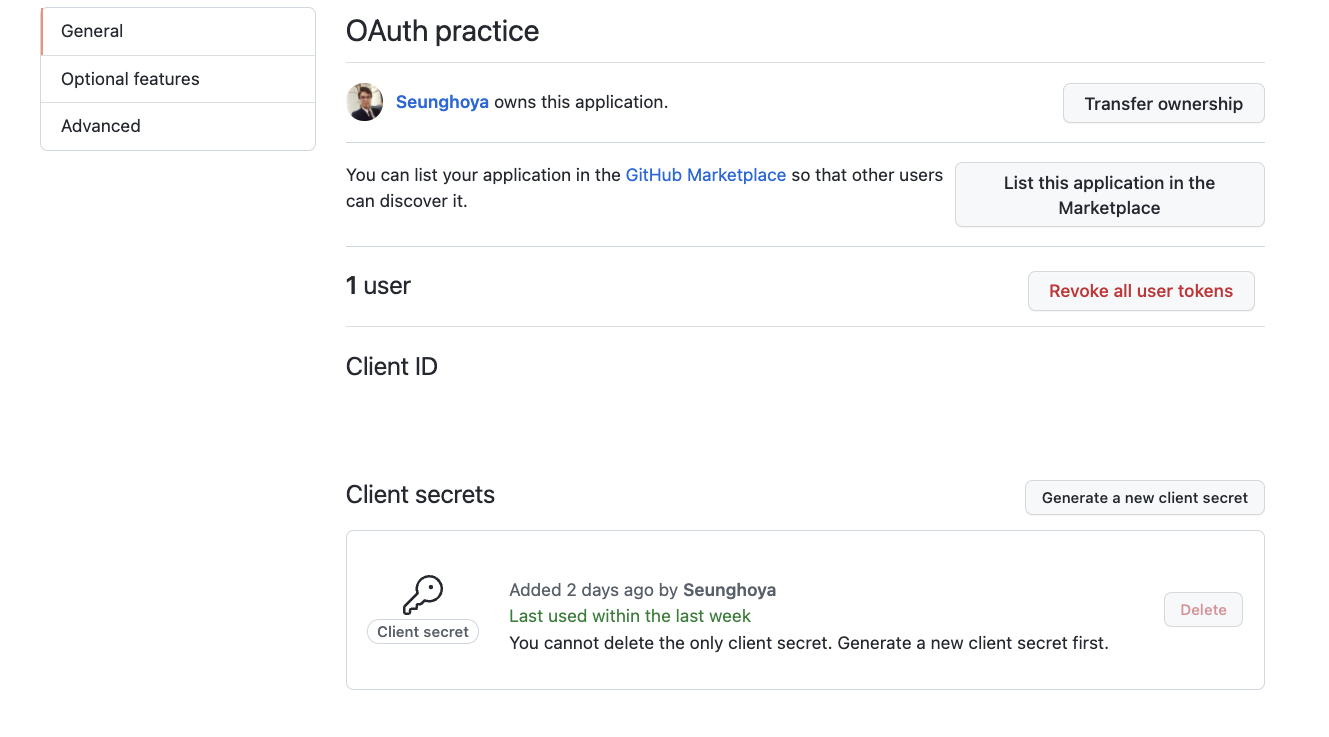 General
Optional features
Advanced
OAuth practice
Seunghoya owns this application.
Transfer ownership
You can list your application in the GitHub Marketplace so that other users
can discover it.
List this application in the
Marketplace
1 user
Revoke all user tokens
Client ID
Client secrets
Generate a new client secret
Client secret
Added 2 days ago by Seunghoya
Last used within the last week
You cannot delete the only client secret. Generate a new client secret first.
Delete